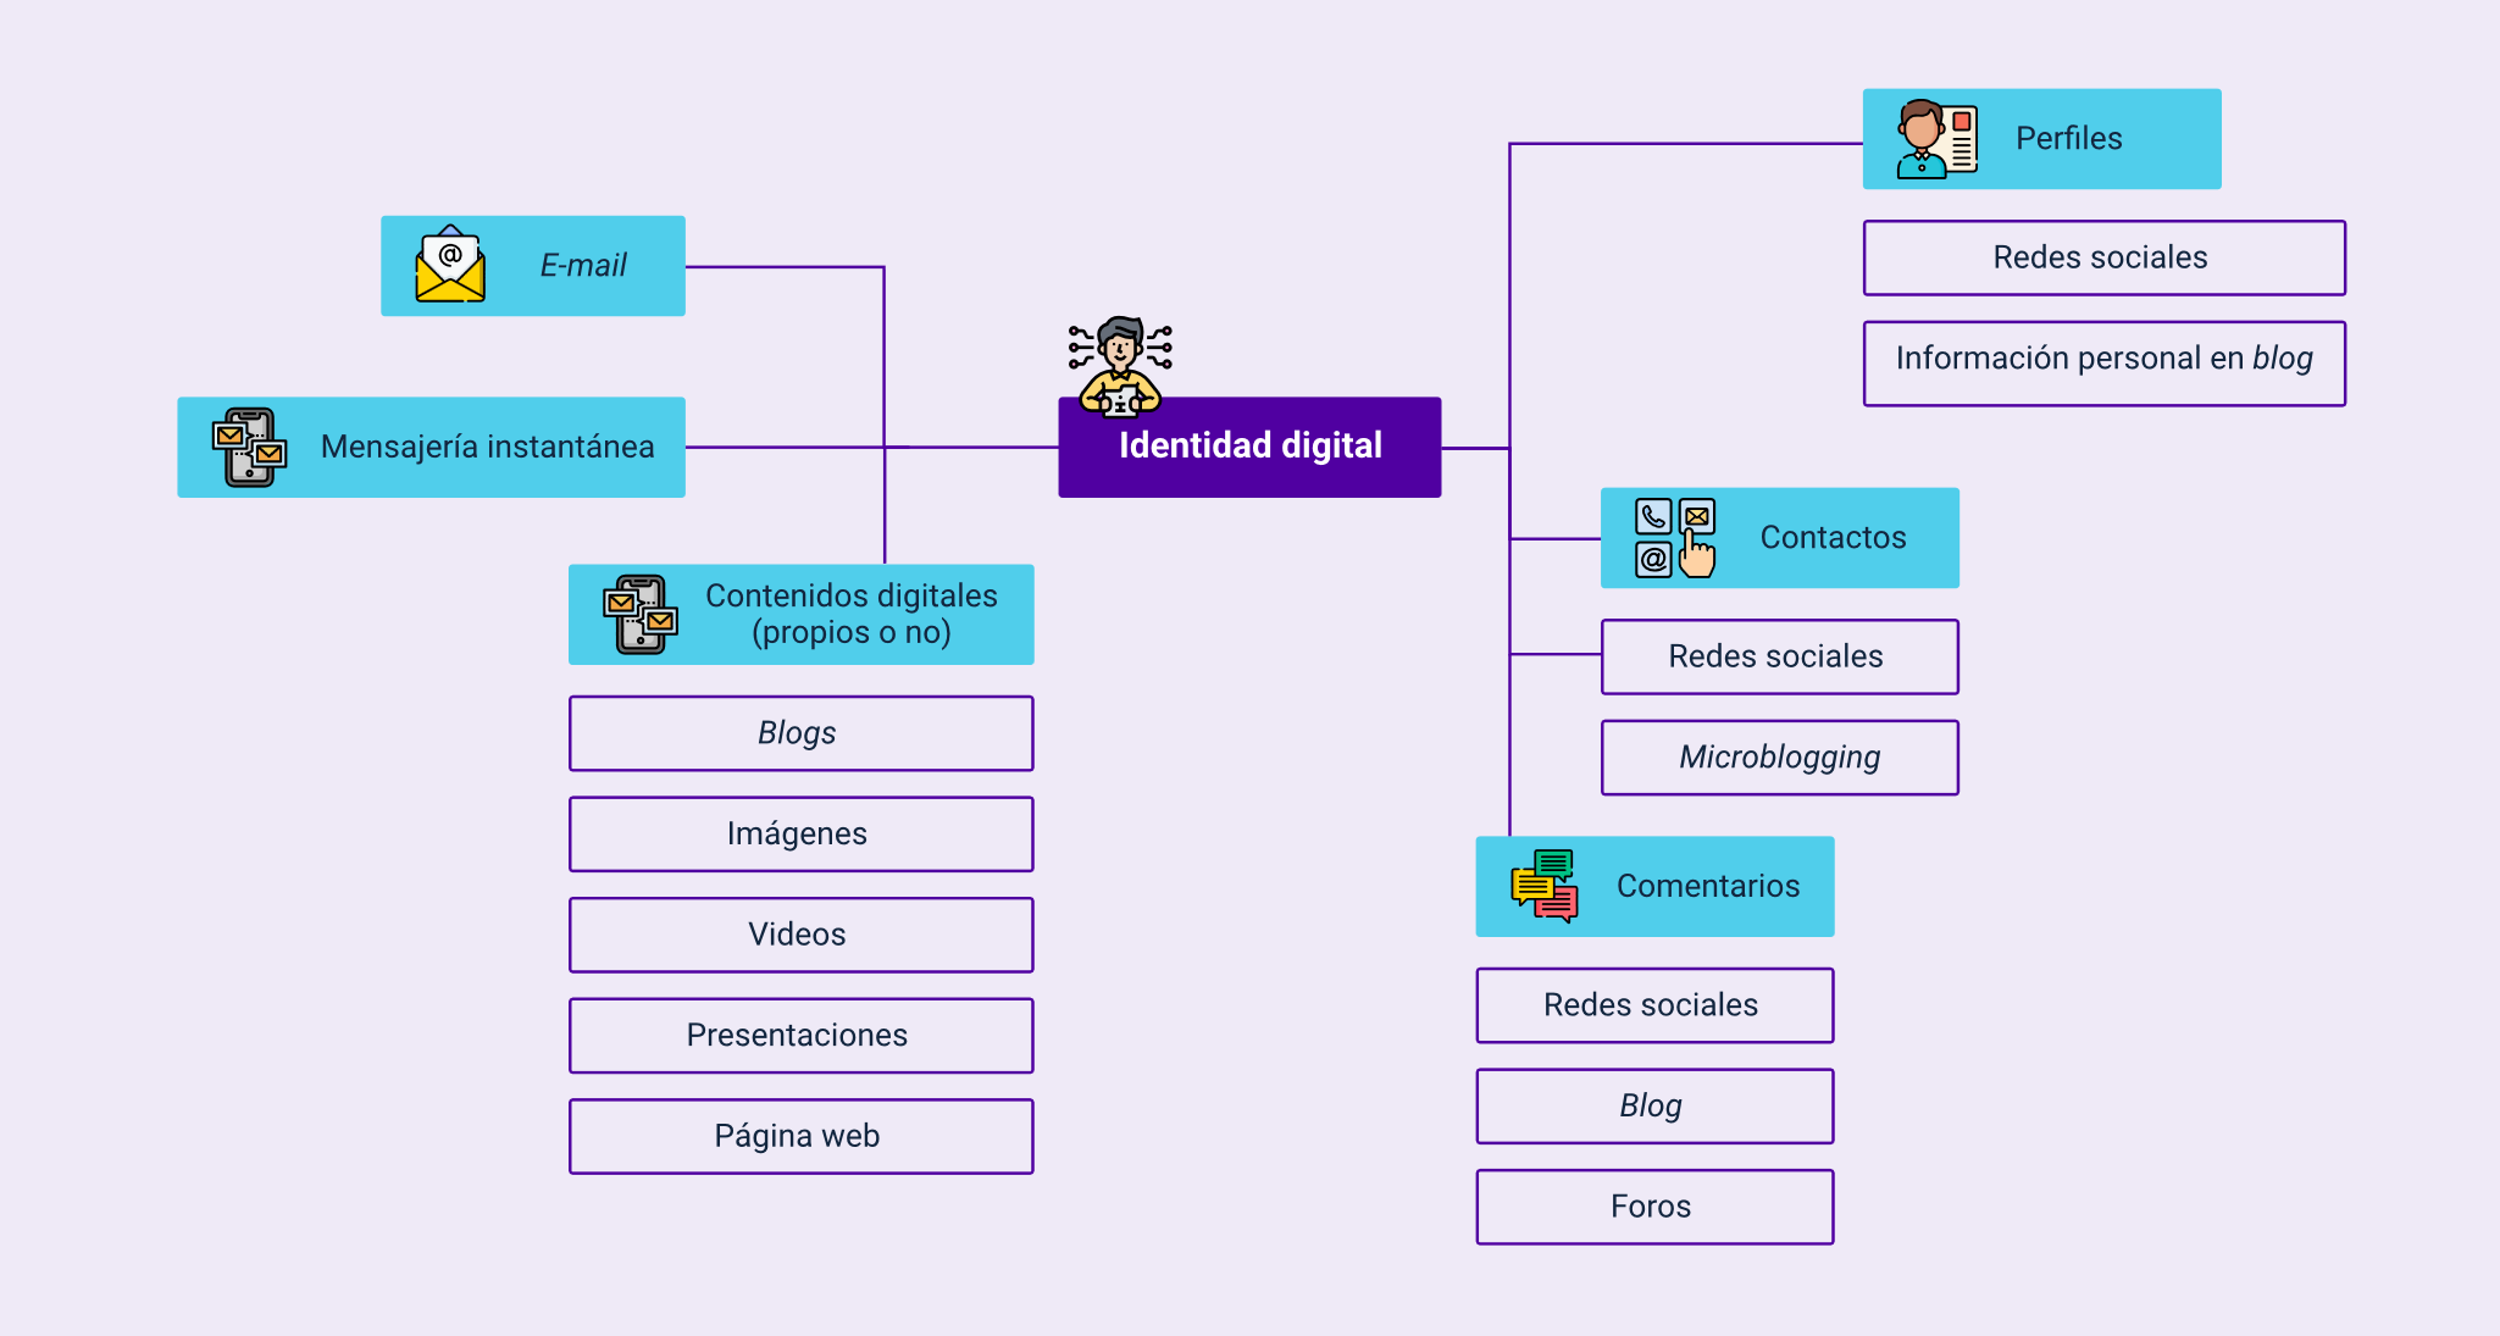 Identidad digital
E-mail
Mensajería instantánea
Contenidos digitales
(propios o no)
Blogs
Imágenes
Videos
Presentaciones
Página web
Perfiles
Redes sociales
Información personal en blog
Contactos
Redes sociales
Microblogging
Comentarios
Redes sociales
Blog
Foros